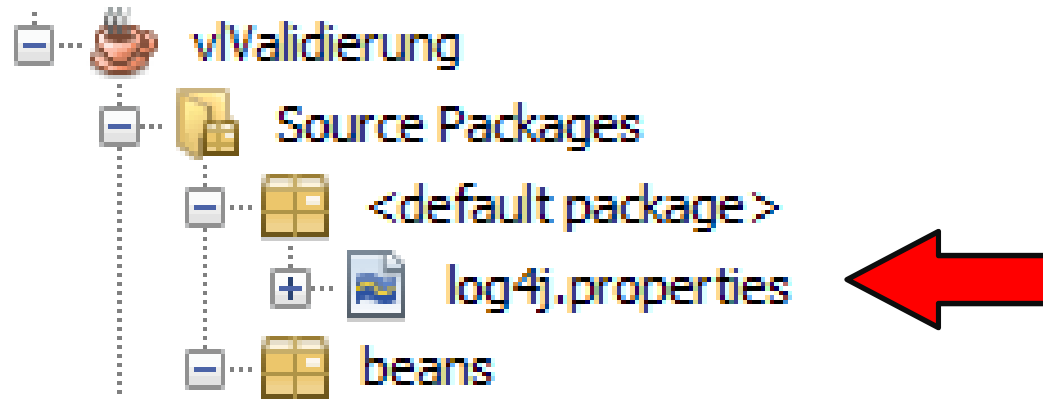 vlValidierung
Source Packages
<default package>
log4j.properties
beans